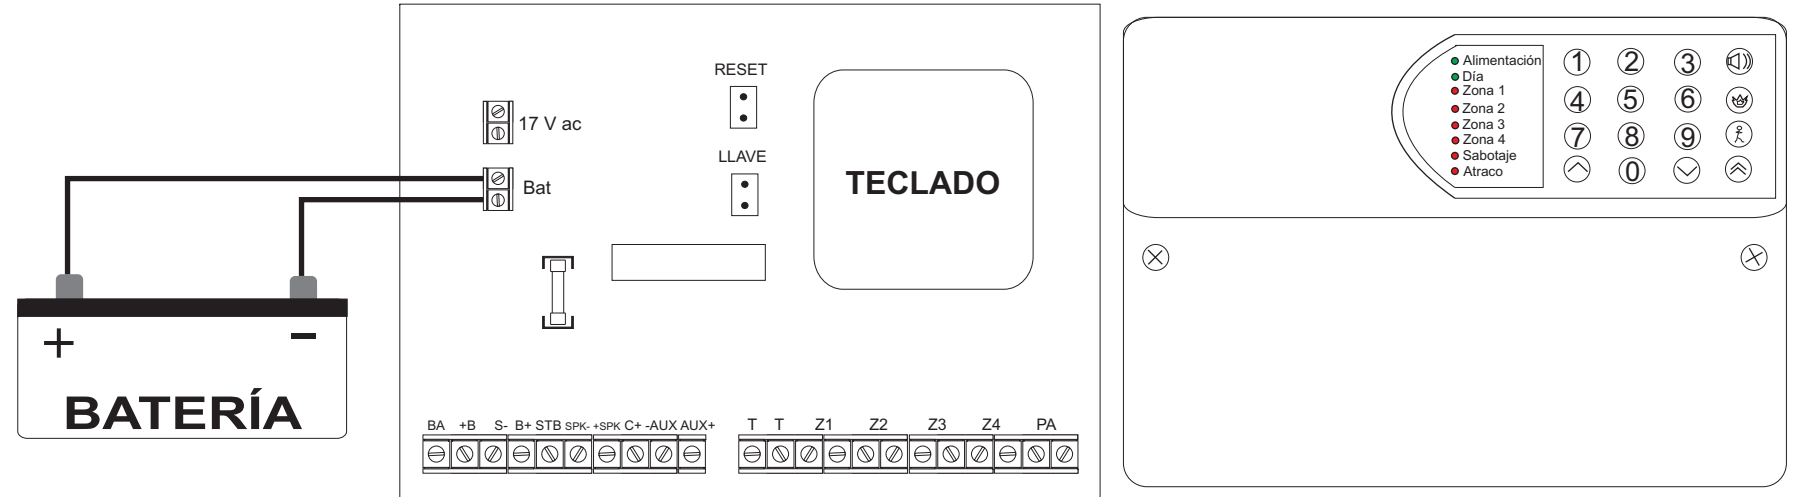 RESET
17 V ac
LLAVE
Bat
TECLADO
+ −
BATERÍA
BA +B S- B+ STB SPK- +SPK C+ -AUX AUX+
T T Z1 Z2 Z3 Z4 PA
Alimentación
Día
Zona 1
Zona 2
Zona 3
Zona 4
Sabotaje
Atraco
1 2 3
4 5 6
7 8 9
0